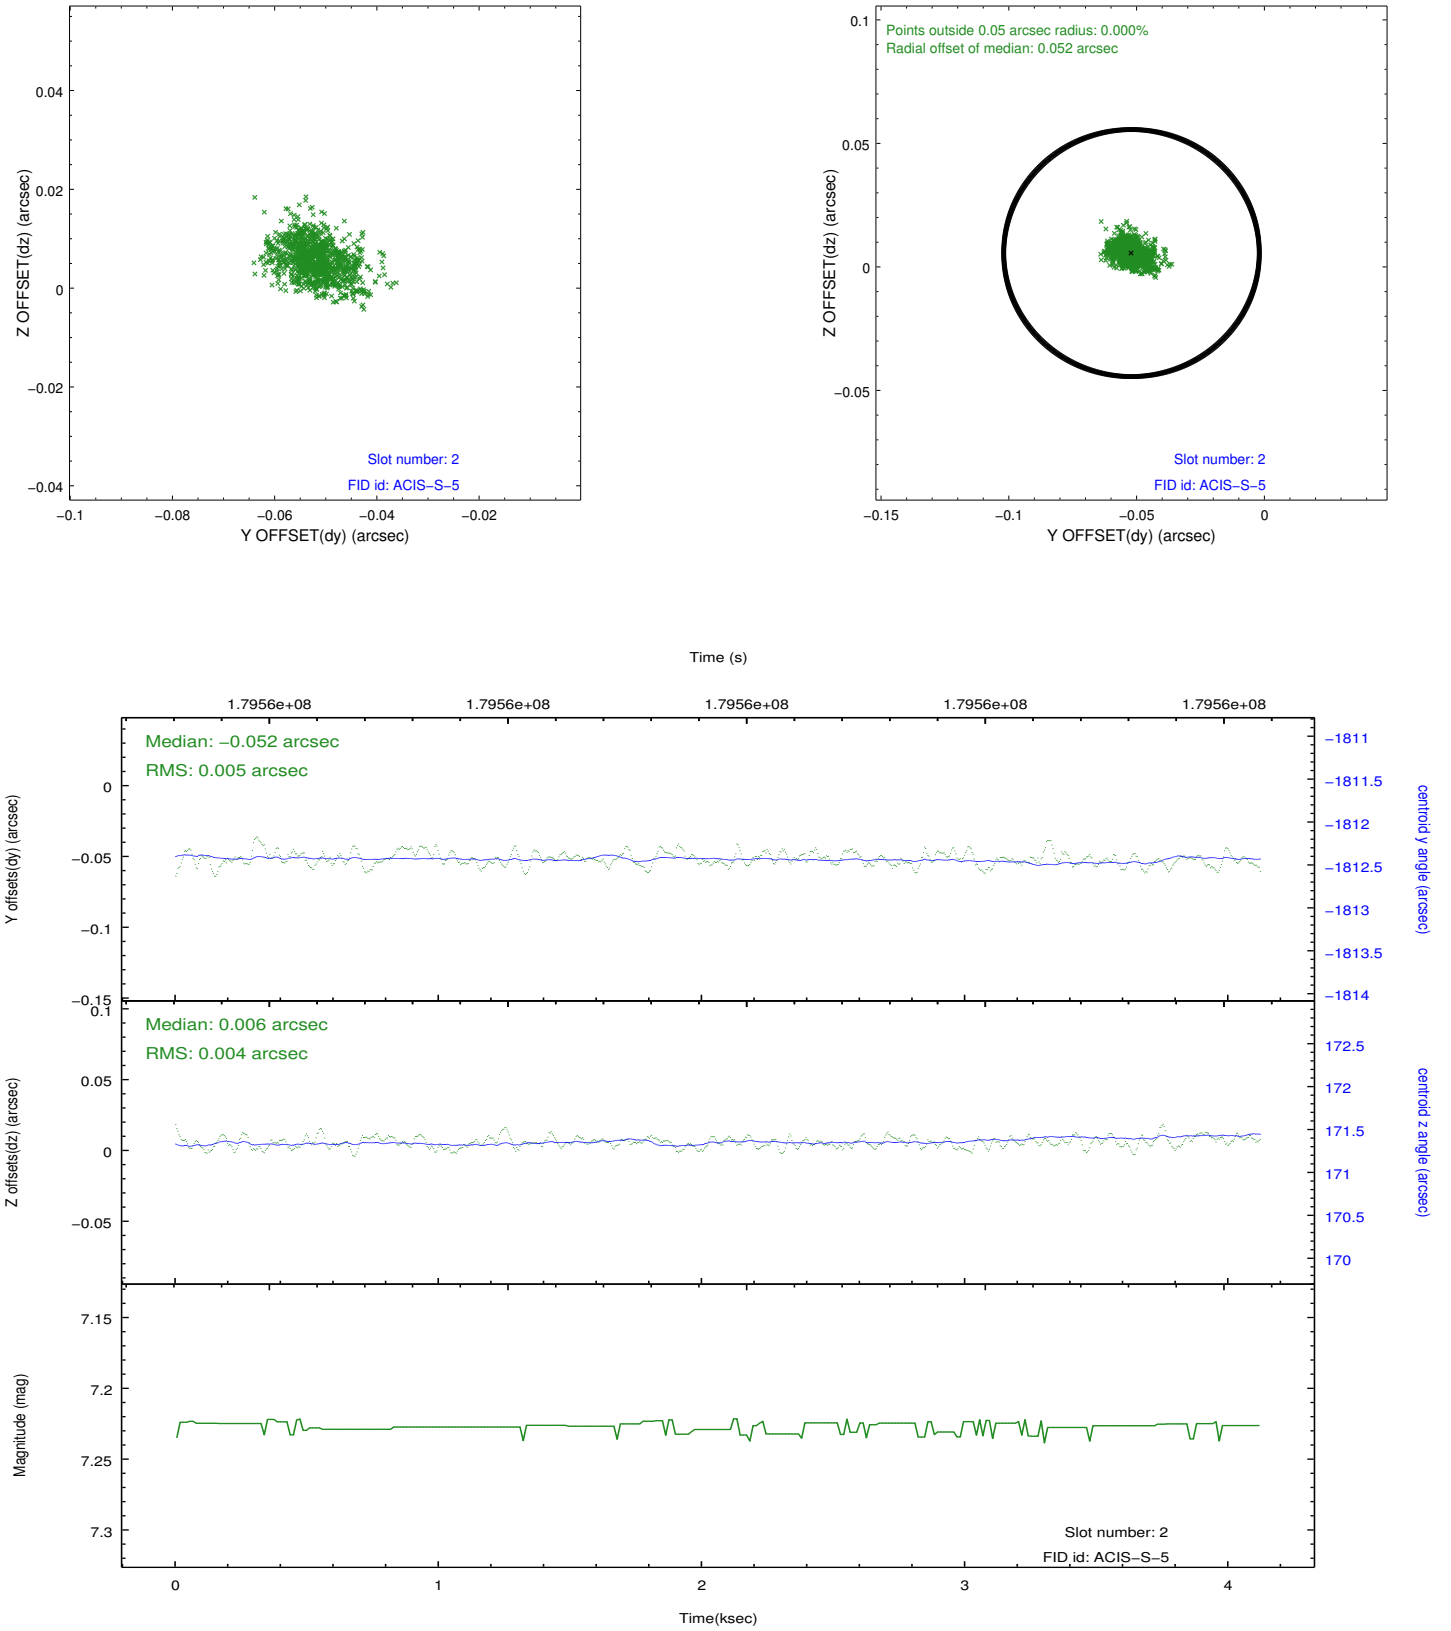 0.04
0.02
0
−0.02
−0.04
Z OFFSET(dz) (arcsec)
Slot number: 2
FID id: ACIS−S−5
−0.1
−0.08
−0.06
−0.04
−0.02
Y OFFSET(dy) (arcsec)
Points outside 0.05 arcsec radius: 0.000%
Radial offset of median: 0.052 arcsec
0.1
0.05
0
−0.05
Z OFFSET(dz) (arcsec)
Slot number: 2
FID id: ACIS−S−5
−0.15
−0.1
−0.05
0
Y OFFSET(dy) (arcsec)
Time (s)
1.7956e+08
1.7956e+08
1.7956e+08
1.7956e+08
1.7956e+08
Median: −0.052 arcsec
RMS: 0.005 arcsec
0
−0.05
−0.1
−0.15
Y offsets(dy) (arcsec)
−1811
−1811.5
−1812
−1812.5
−1813
−1813.5
−1814
centroid y angle (arcsec)
Median: 0.006 arcsec
RMS: 0.004 arcsec
0.1
0.05
0
−0.05
Z offsets(dz) (arcsec)
172.5
172
171.5
171
170.5
170
centroid z angle (arcsec)
7.15
7.2
7.25
7.3
Magnitude (mag)
Slot number: 2
FID id: ACIS−S−5
0
1
2
3
4
Time(ksec)